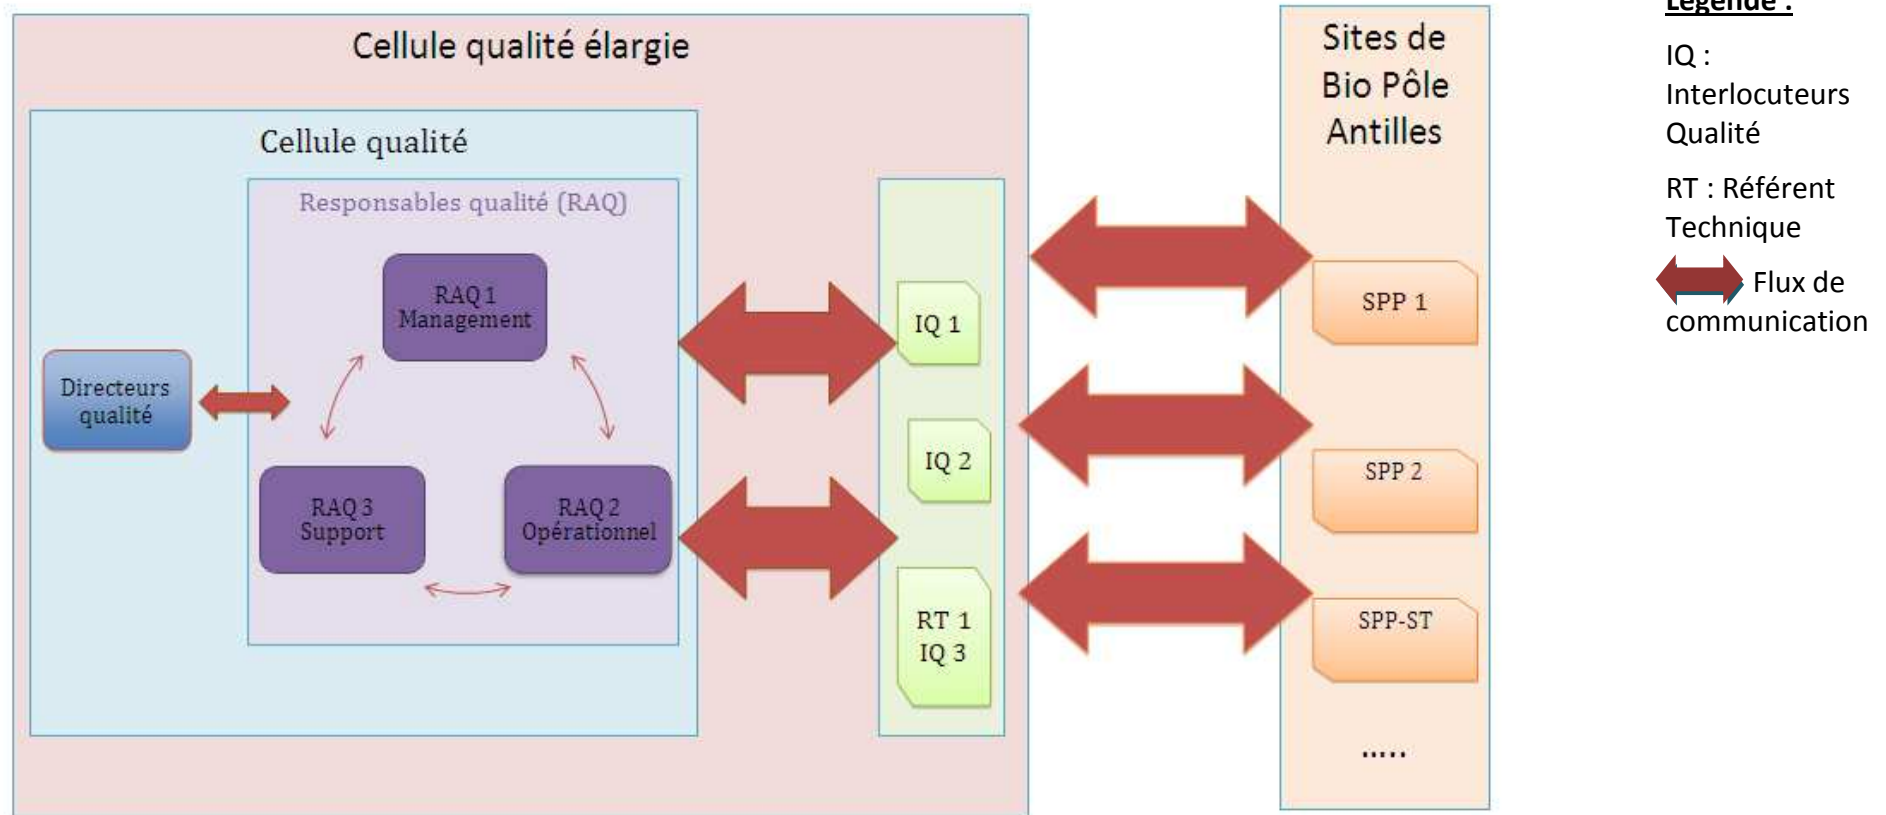 Cellule qualité élargie
Cellule qualité
Responsables qualité (RAQ)
RAQ 1
Management
Directeurs
qualité
RAQ 3
Support
RAQ 2
Opérationnel
IQ 1
IQ 2
RT 1
IQ 3
Sites de
Bio Pôle
Antilles
SPP 1
SPP 2
SPP-ST
.....
Légende :
IQ :
Interlocuteurs
Qualité
RT : Référent
Technique
Flux de
communication